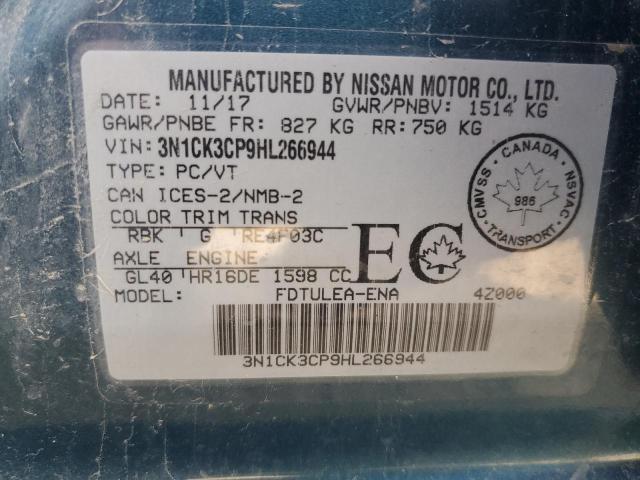 MANUFACTURED BY NISSAN MOTOR CO., LTD.
DATE: 11/17 GVWR/PNBV: 1514 KG
GAWR/PNBE FR: 827 KG RR: 750 KG
VIN: 3N1CK3CP9HL266944
TYPE: PC/VT
CAN ICES-2/NMB-2
COLOR TRIM TRANS
RBK G RE4F03C
AXLE ENGINE
GL40 HR16DE 1598 CC
MODEL: FDTULEA-ENA 4Z000
EC
CANADA
CMVSS NSVAC
986
TRANSPORT
3N1CK3CP9HL266944